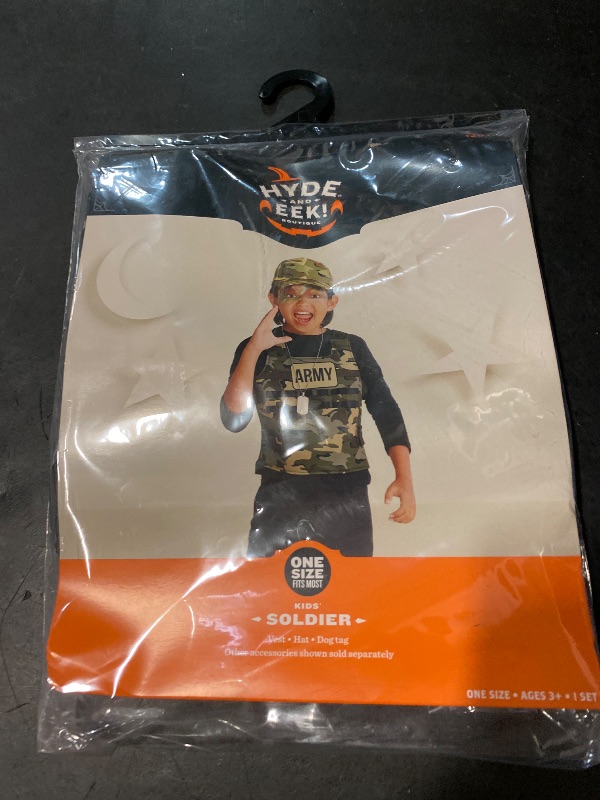 HYDE
AND
EEK!
BOUTIQUE
ARMY
ONE
SIZE
FITS MOST
KIDS'
SOLDIER
Vest • Hat • Dog tag
Other accessories shown sold separately
ONE SIZE • AGES 3+ • 1 SET